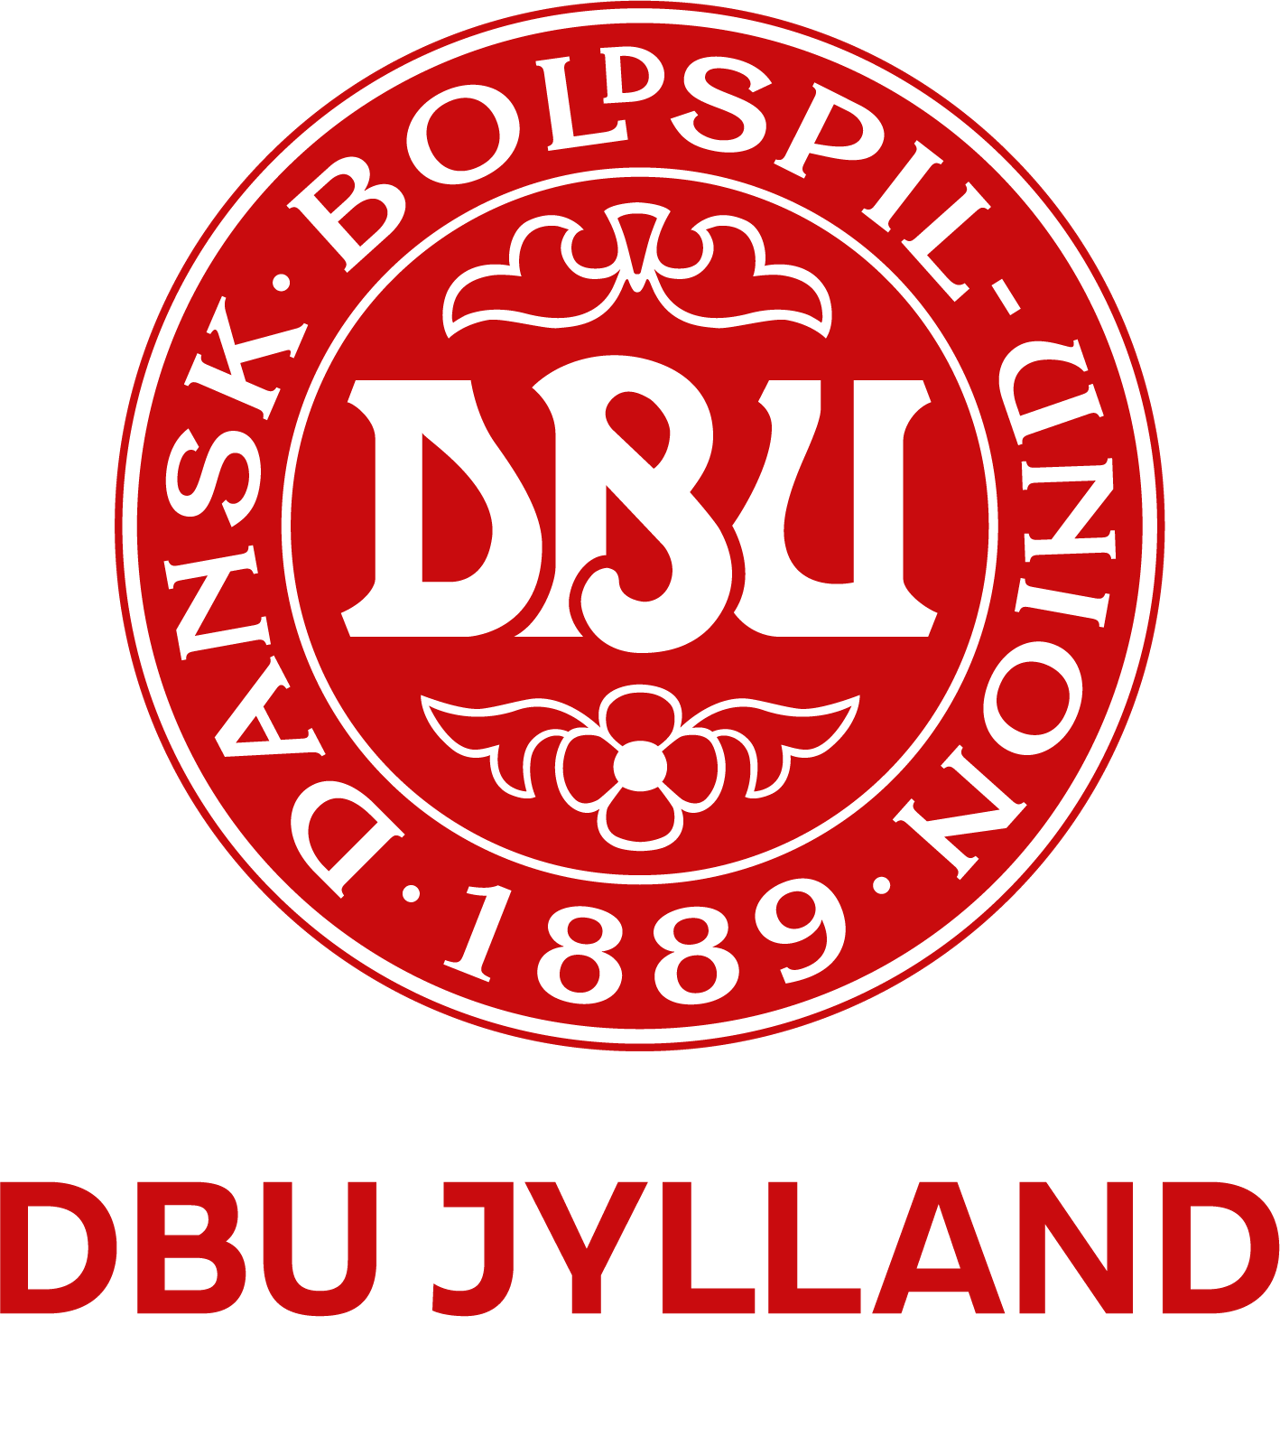 DANSK · BOLDSPIL-UNION · 1889 ·
DBU
DBU JYLLAND